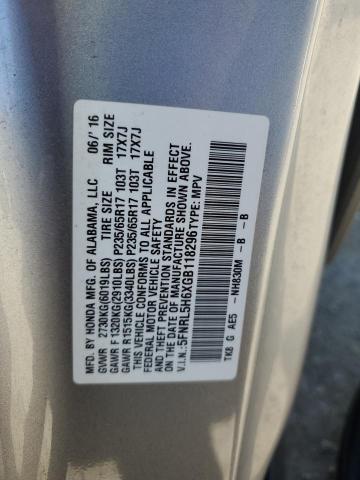 MFD BY HONDA MFG. OF ALABAMA, LLC 06/' 16
TIRE SIZE RIM SIZE
GVWR 2730KG(6019LBS)
GAWR F 1320KG(2910LBS) P235/65R17 103T 17X7J
GAWR R1515KG(3340LBS) P235/65R17 103T 17X7J
THIS VEHICLE CONFORMS TO ALL APPLICABLE
FEDERAL MOTOR VEHICLE SAFETY
AND THEFT PREVENTION STANDARDS IN EFFECT
ON THE DATE OF MANUFACTURE SHOWN ABOVE.
V.I.N.:5FNRL5H6XGB118296 TYPE:MPV
TK8 G AE5 -NH830M -B -B